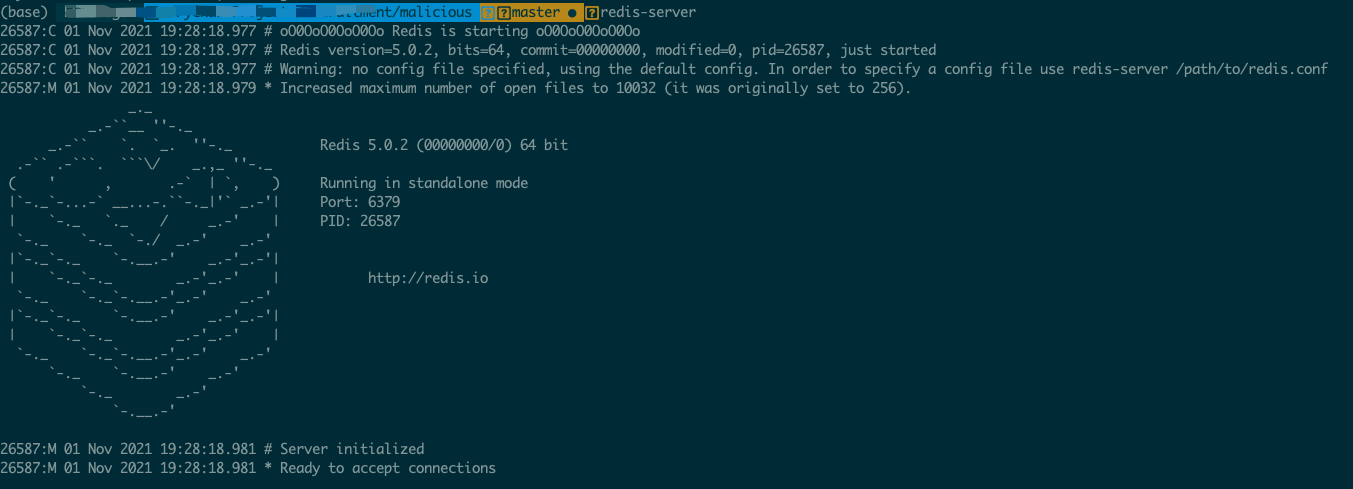 (base) malicious master ● redis-server
26587:C 01 Nov 2021 19:28:18.977 # oO0OoO0OoO0Oo Redis is starting oO0OoO0OoO0Oo
26587:C 01 Nov 2021 19:28:18.977 # Redis version=5.0.2, bits=64, commit=00000000, modified=0, pid=26587, just started
26587:C 01 Nov 2021 19:28:18.977 # Warning: no config file specified, using the default config. In order to specify a config file use redis-server /path/to/redis.conf
26587:M 01 Nov 2021 19:28:18.979 * Increased maximum number of open files to 10032 (it was originally set to 256).
Redis 5.0.2 (00000000/0) 64 bit
Running in standalone mode
Port: 6379
PID: 26587
http://redis.io
26587:M 01 Nov 2021 19:28:18.981 # Server initialized
26587:M 01 Nov 2021 19:28:18.981 * Ready to accept connections